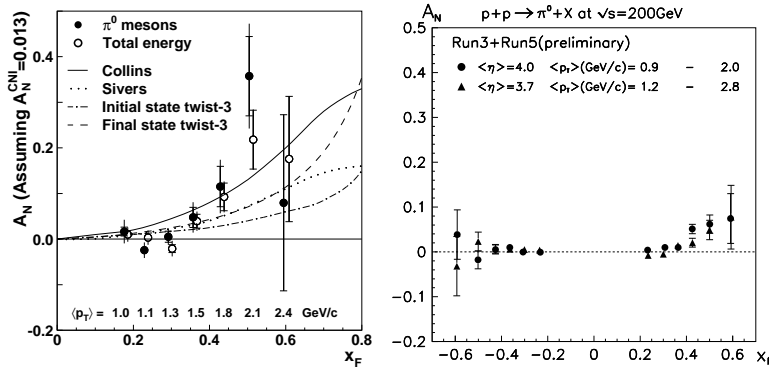 A_N (Assuming A_N^CNI=0.013)
0.4
0.2
0.0
-0.2
π⁰ mesons
Total energy
Collins
Sivers
Initial state twist-3
Final state twist-3
⟨p_T⟩ = 1.0 1.1 1.3 1.5 1.8 2.1 2.4 GeV/c
0 0.2 0.4 0.6 0.8
x_F
A_N
p+p → π⁰+X at √s=200GeV
Run3+Run5(preliminary)
<η>=4.0 <p_T>(GeV/c)= 0.9 – 2.0
<η>=3.7 <p_T>(GeV/c)= 1.2 – 2.8
0.5
0.4
0.3
0.2
0.1
0
-0.1
-0.2
-0.6 -0.4 -0.2 0 0.2 0.4 0.6
x_F